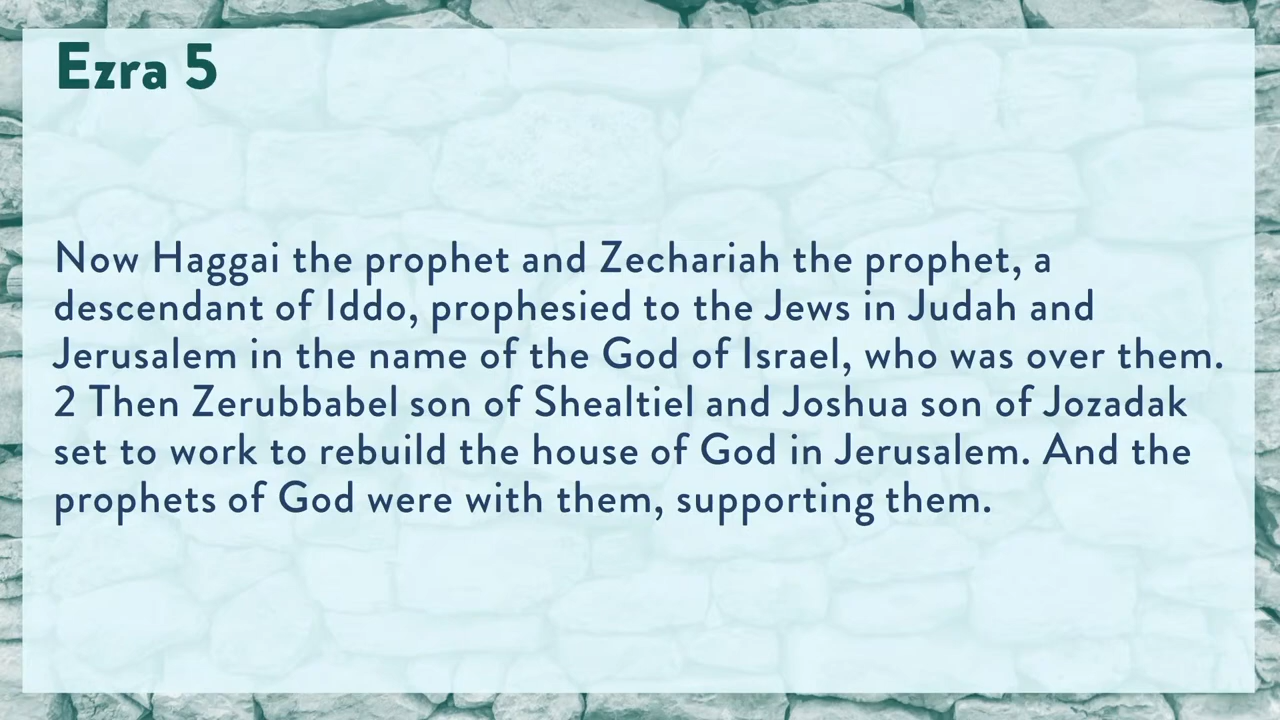 Ezra 5
Now Haggai the prophet and Zechariah the prophet, a
descendant of Iddo, prophesied to the Jews in Judah and
Jerusalem in the name of the God of Israel, who was over them.
2 Then Zerubbabel son of Shealtiel and Joshua son of Jozadak
set to work to rebuild the house of God in Jerusalem. And the
prophets of God were with them, supporting them.